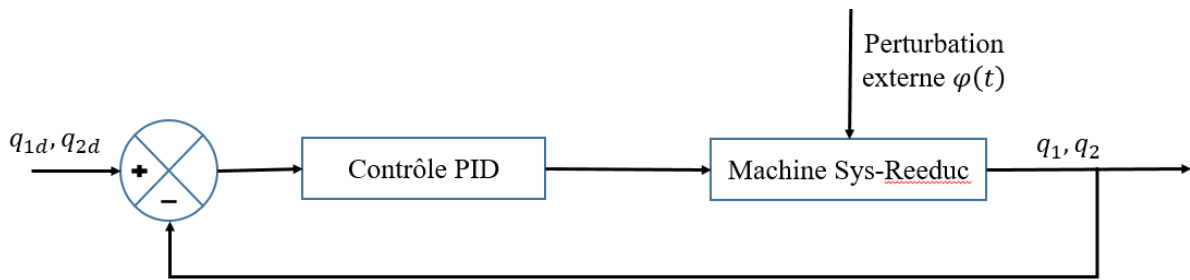 Perturbation
externe φ(t)
q1d, q2d
+
Contrôle PID
Machine Sys-Reeduc
q1, q2
−